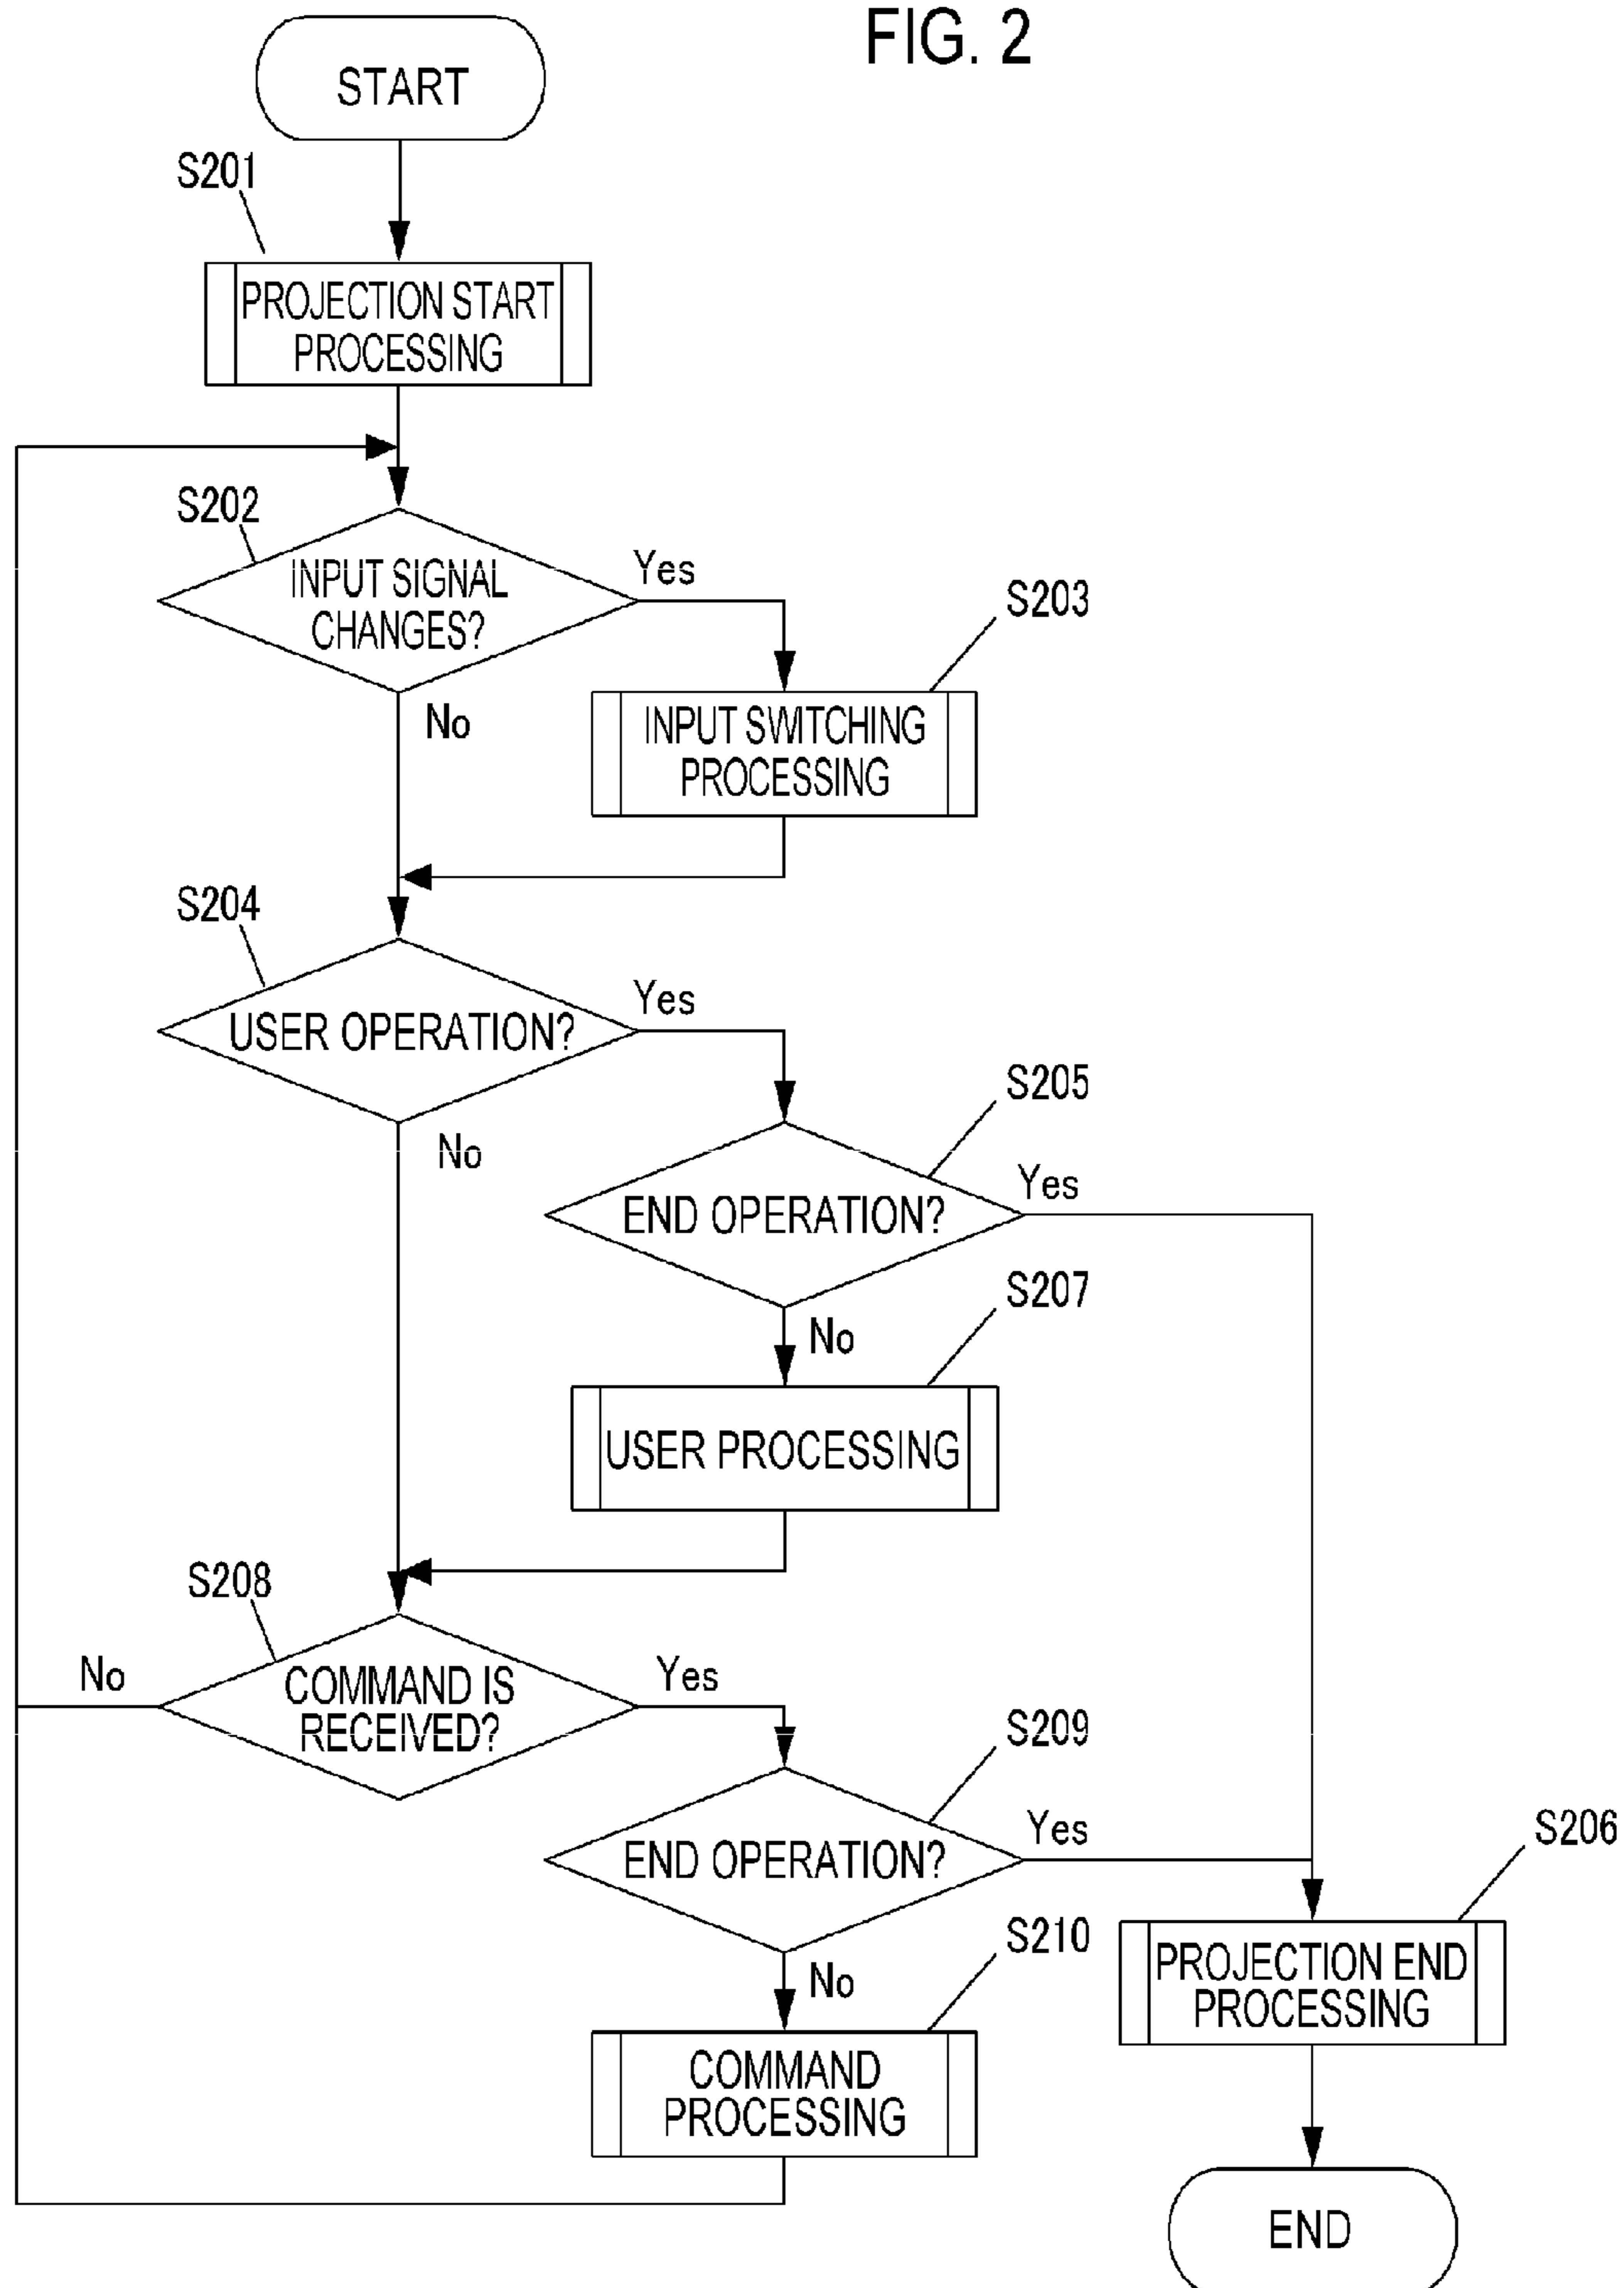 FIG. 2
START
S201
PROJECTION START
PROCESSING
S202
INPUT SIGNAL
CHANGES?
Yes
No
S203
INPUT SWITCHING
PROCESSING
S204
USER OPERATION?
Yes
No
S205
END OPERATION?
Yes
No
S207
USER PROCESSING
S208
COMMAND IS
RECEIVED?
No
Yes
S209
END OPERATION?
Yes
No
S206
PROJECTION END
PROCESSING
S210
COMMAND
PROCESSING
END